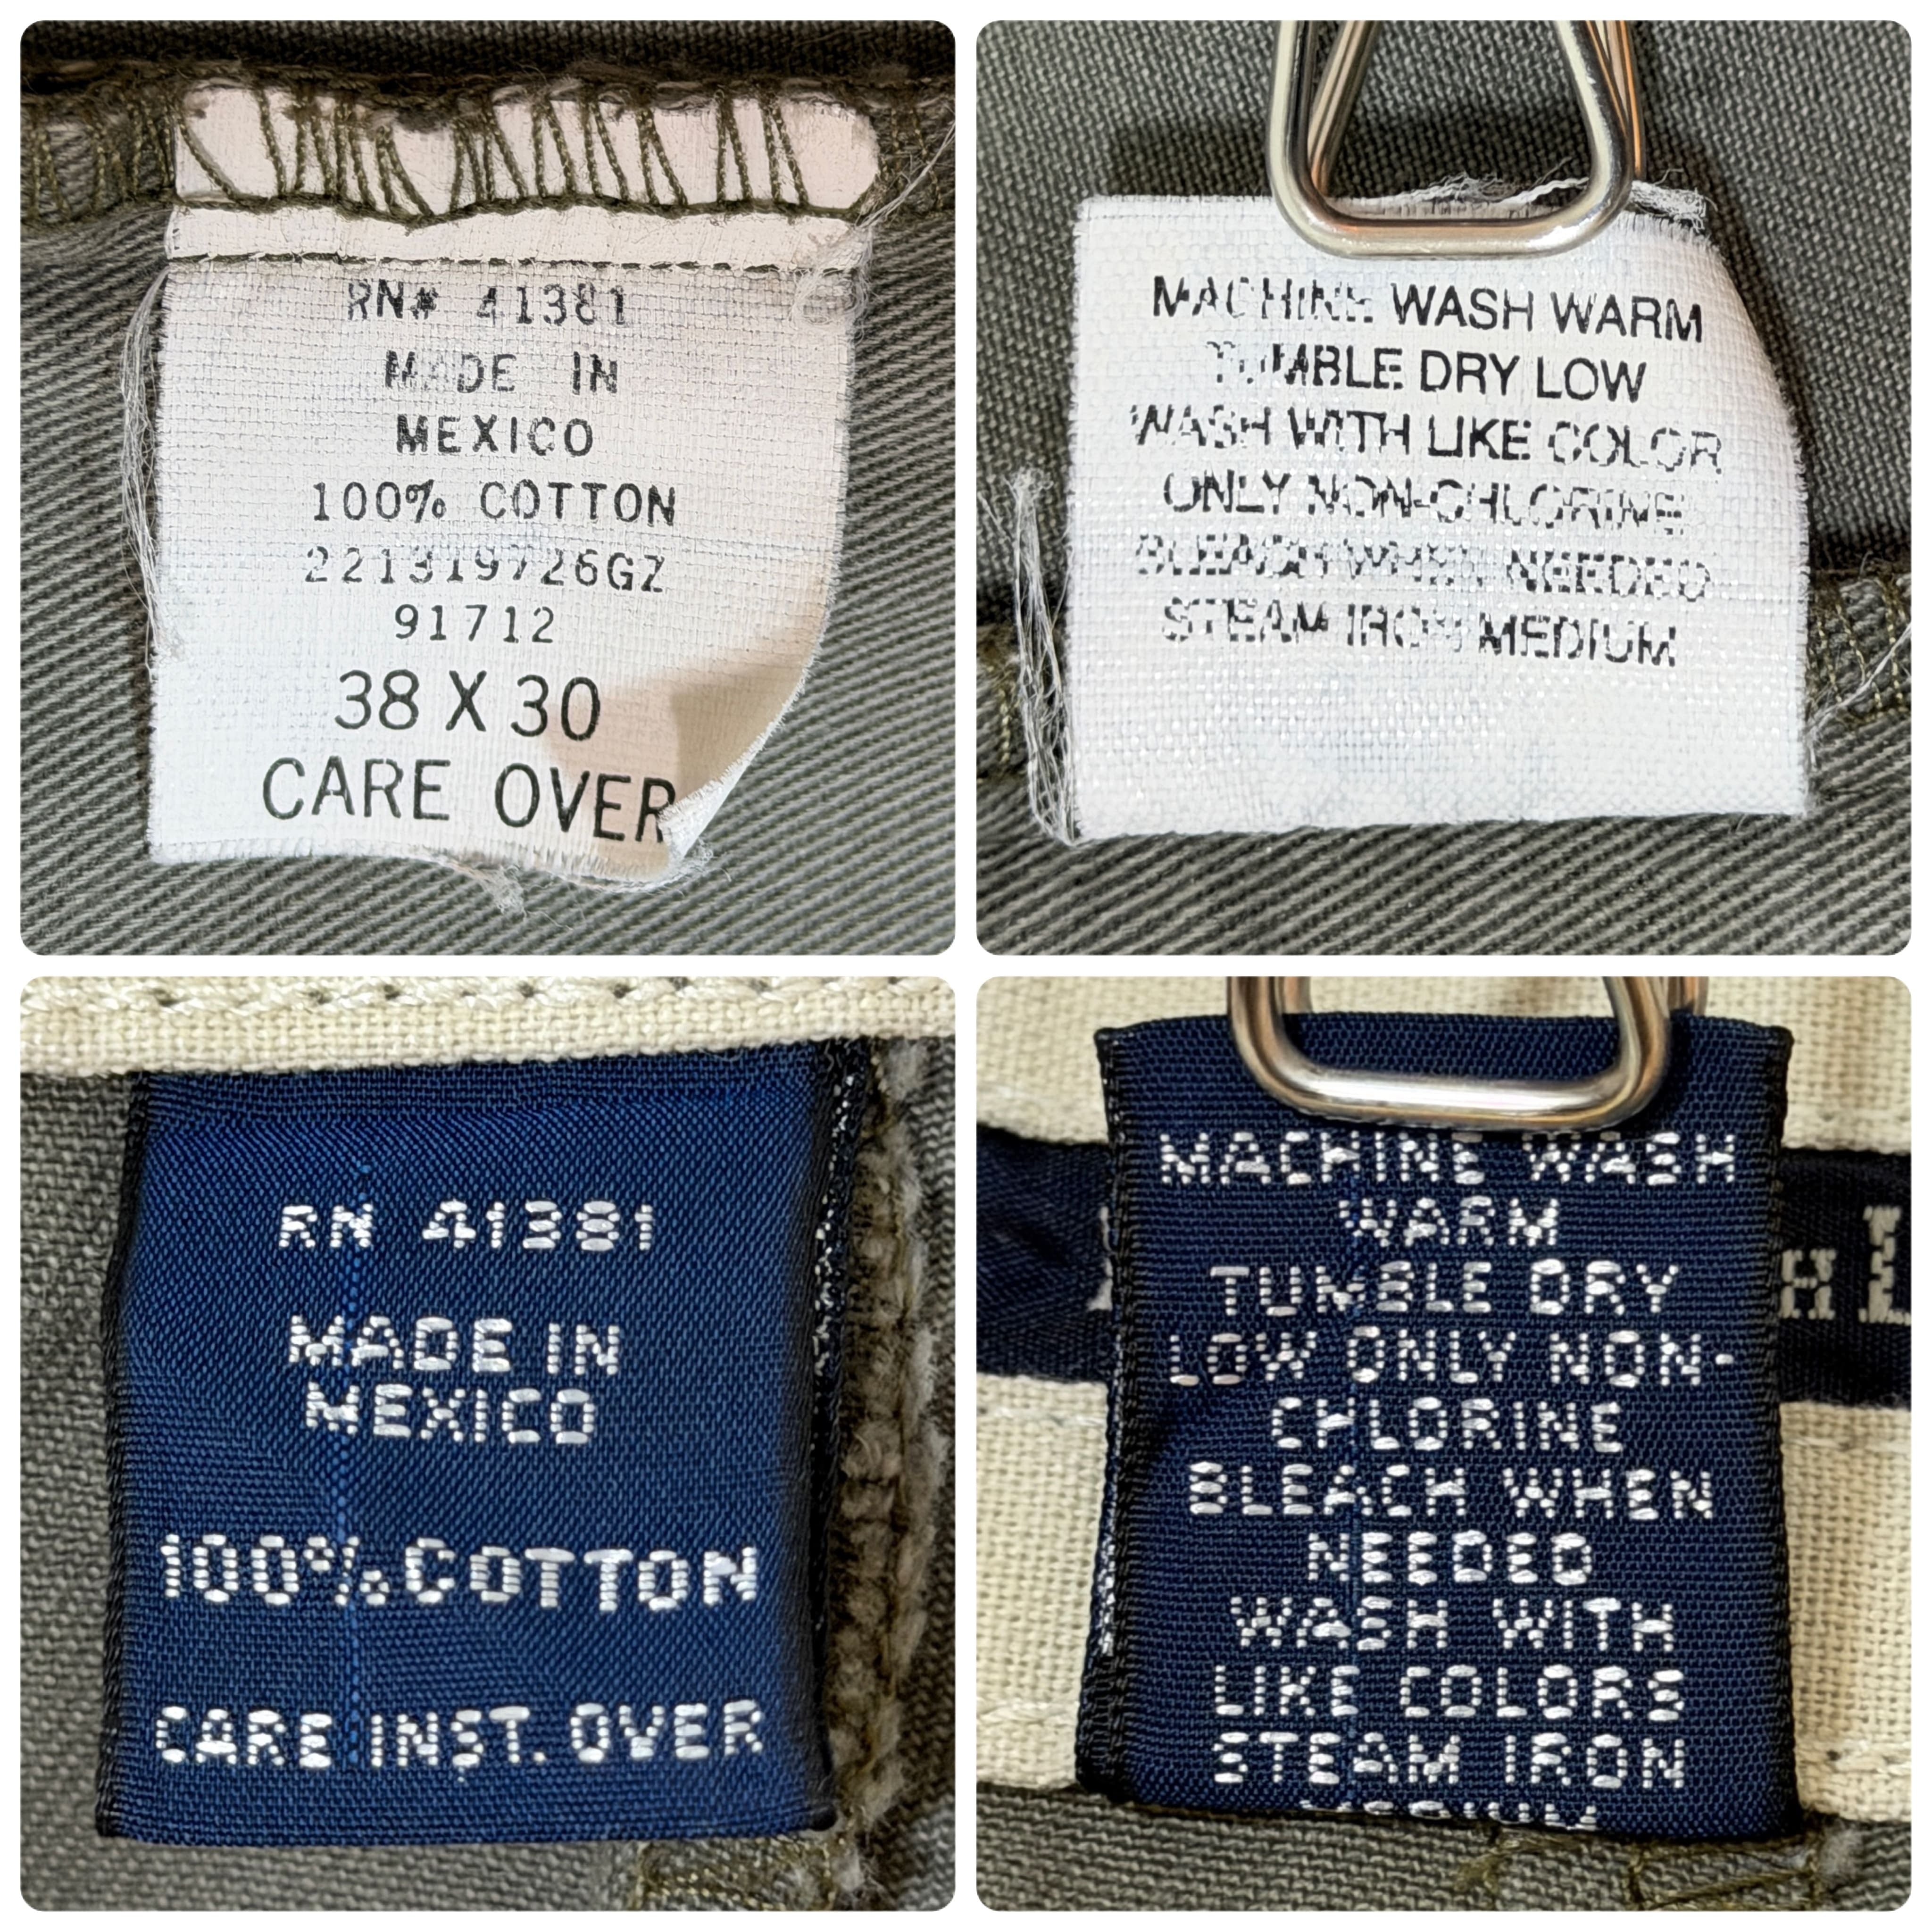 RN# 41381
MADE IN
MEXICO
100% COTTON
221319726GZ
91712
38 X 30
CARE OVER
MACHINE WASH WARM
TUMBLE DRY LOW
WASH WITH LIKE COLOR
ONLY NON-CHLORINE
BLEACH WHEN NEEDED
STEAM IRON MEDIUM
RN 41381
MADE IN
MEXICO
100% COTTON
CARE INST. OVER
MACHINE WASH
WARM
TUMBLE DRY
LOW ONLY NON-
CHLORINE
BLEACH WHEN
NEEDED
WASH WITH
LIKE COLORS
STEAM IRON
MEDIUM
H L